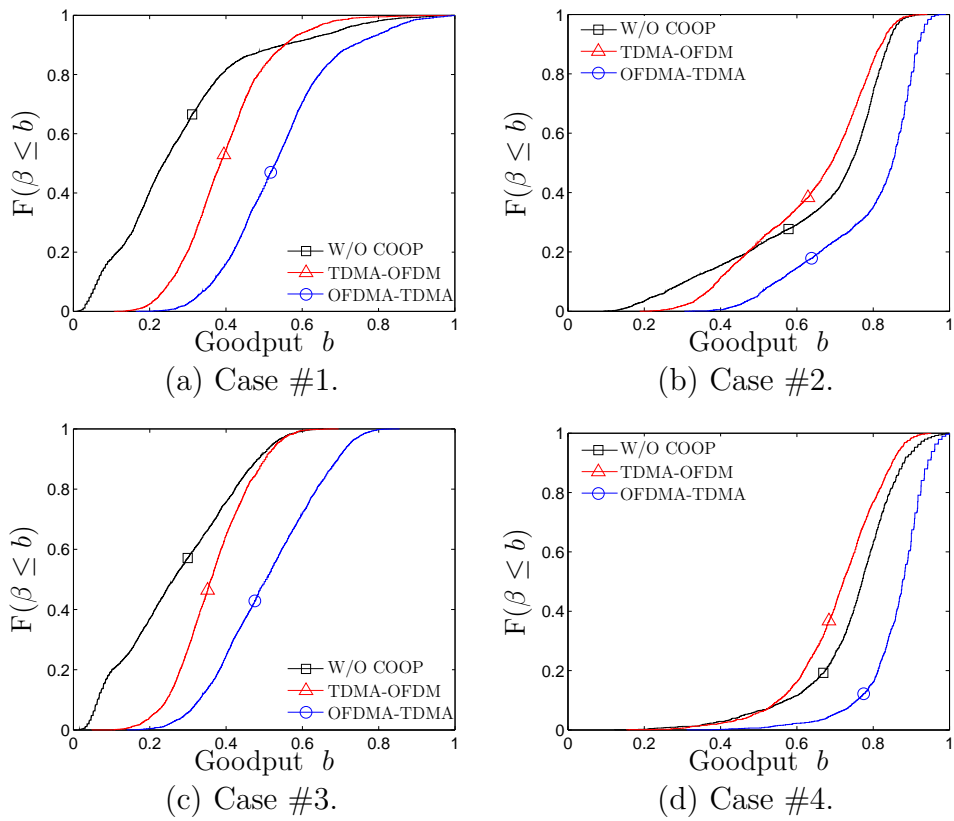 1
0.8
0.6
0.4
0.2
0
0 0.2 0.4 0.6 0.8 1
F(β ≤ b)
Goodput b
W/O COOP
TDMA-OFDM
OFDMA-TDMA
(a) Case #1.
1
0.8
0.6
0.4
0.2
0
0 0.2 0.4 0.6 0.8 1
F(β ≤ b)
Goodput b
W/O COOP
TDMA-OFDM
OFDMA-TDMA
(b) Case #2.
1
0.8
0.6
0.4
0.2
0
0 0.2 0.4 0.6 0.8 1
F(β ≤ b)
Goodput b
W/O COOP
TDMA-OFDM
OFDMA-TDMA
(c) Case #3.
1
0.8
0.6
0.4
0.2
0
0 0.2 0.4 0.6 0.8 1
F(β ≤ b)
Goodput b
W/O COOP
TDMA-OFDM
OFDMA-TDMA
(d) Case #4.